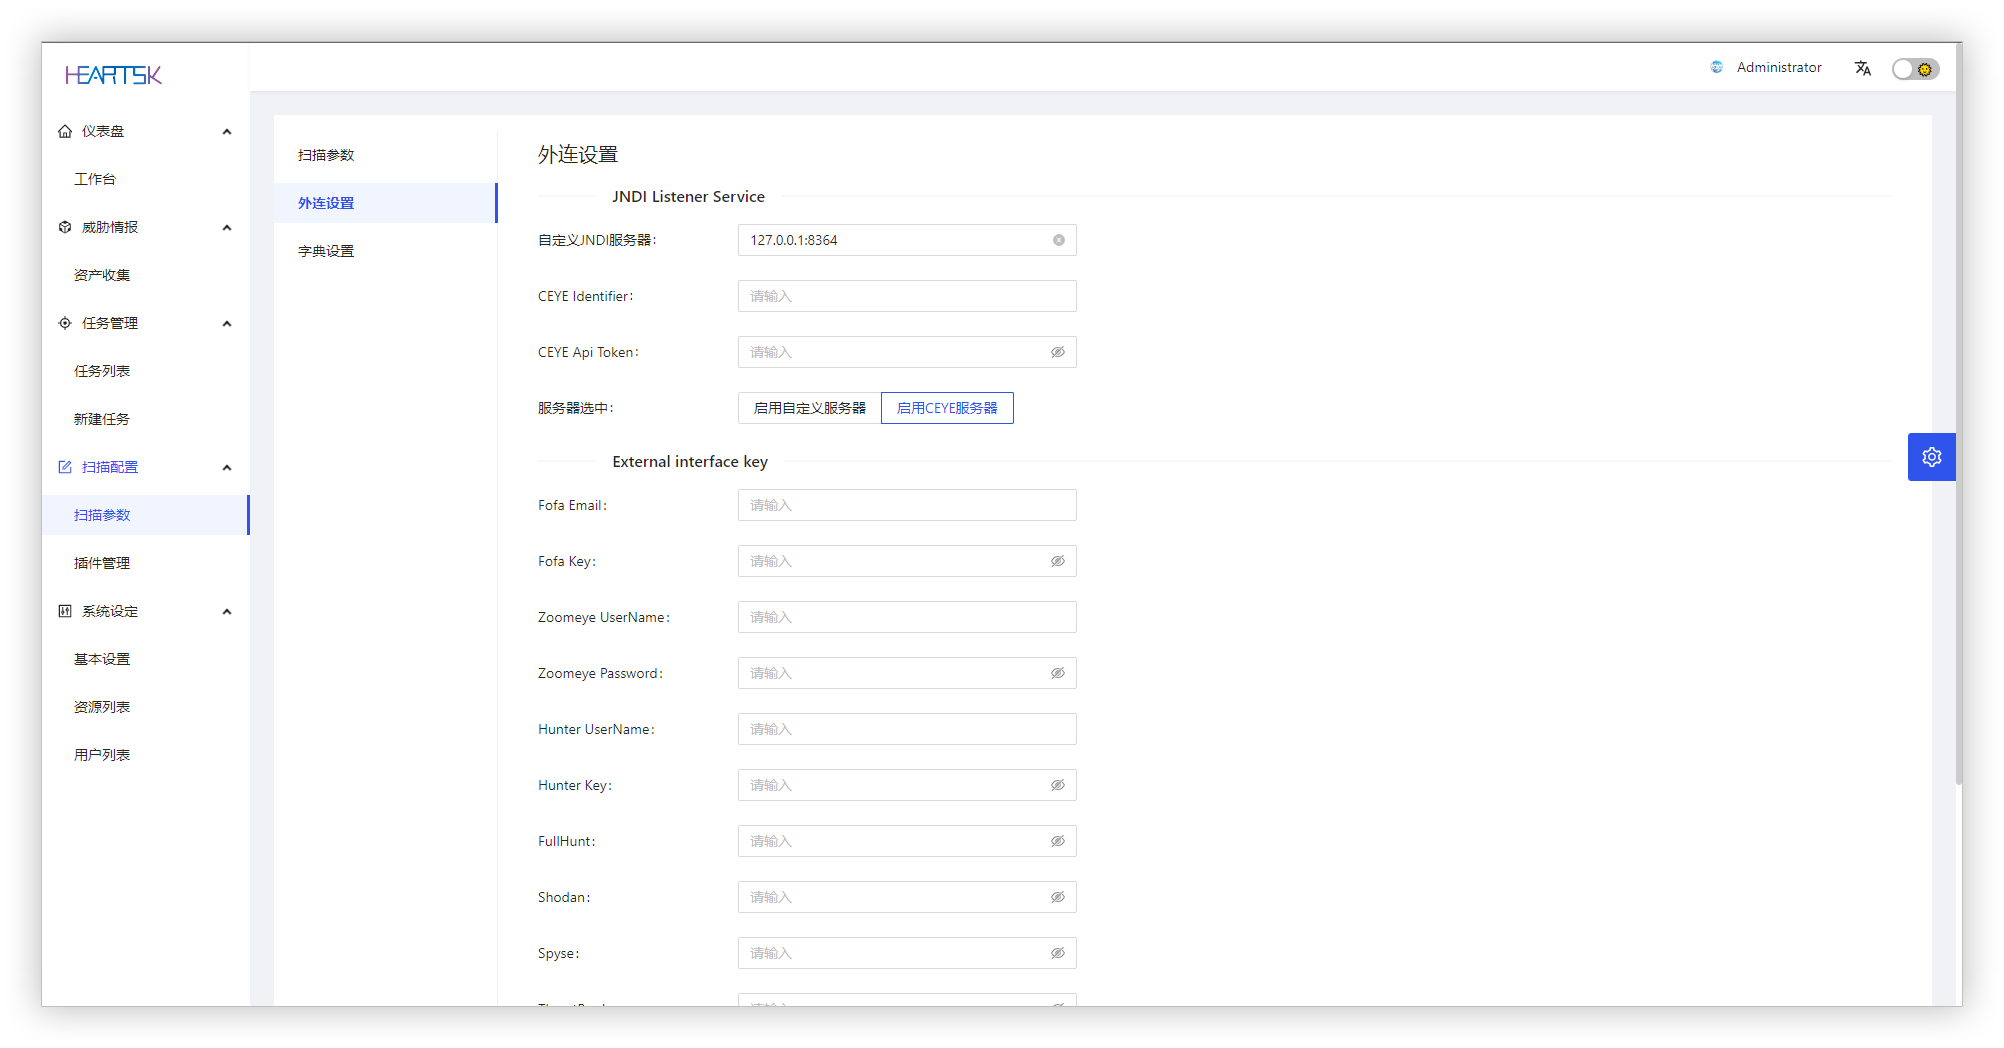 HEARTSK
Administrator
仪表盘
工作台
威胁情报
资产收集
任务管理
任务列表
新建任务
扫描配置
扫描参数
插件管理
系统设定
基本设置
资源列表
用户列表
扫描参数
外连设置
字典设置
外连设置
JNDI Listener Service
自定义JNDI服务器: 127.0.0.1:8364
CEYE Identifier: 请输入
CEYE Api Token: 请输入
服务器选中: 启用自定义服务器 启用CEYE服务器
External interface key
Fofa Email: 请输入
Fofa Key: 请输入
Zoomeye UserName: 请输入
Zoomeye Password: 请输入
Hunter UserName: 请输入
Hunter Key: 请输入
FullHunt: 请输入
Shodan: 请输入
Spyse: 请输入